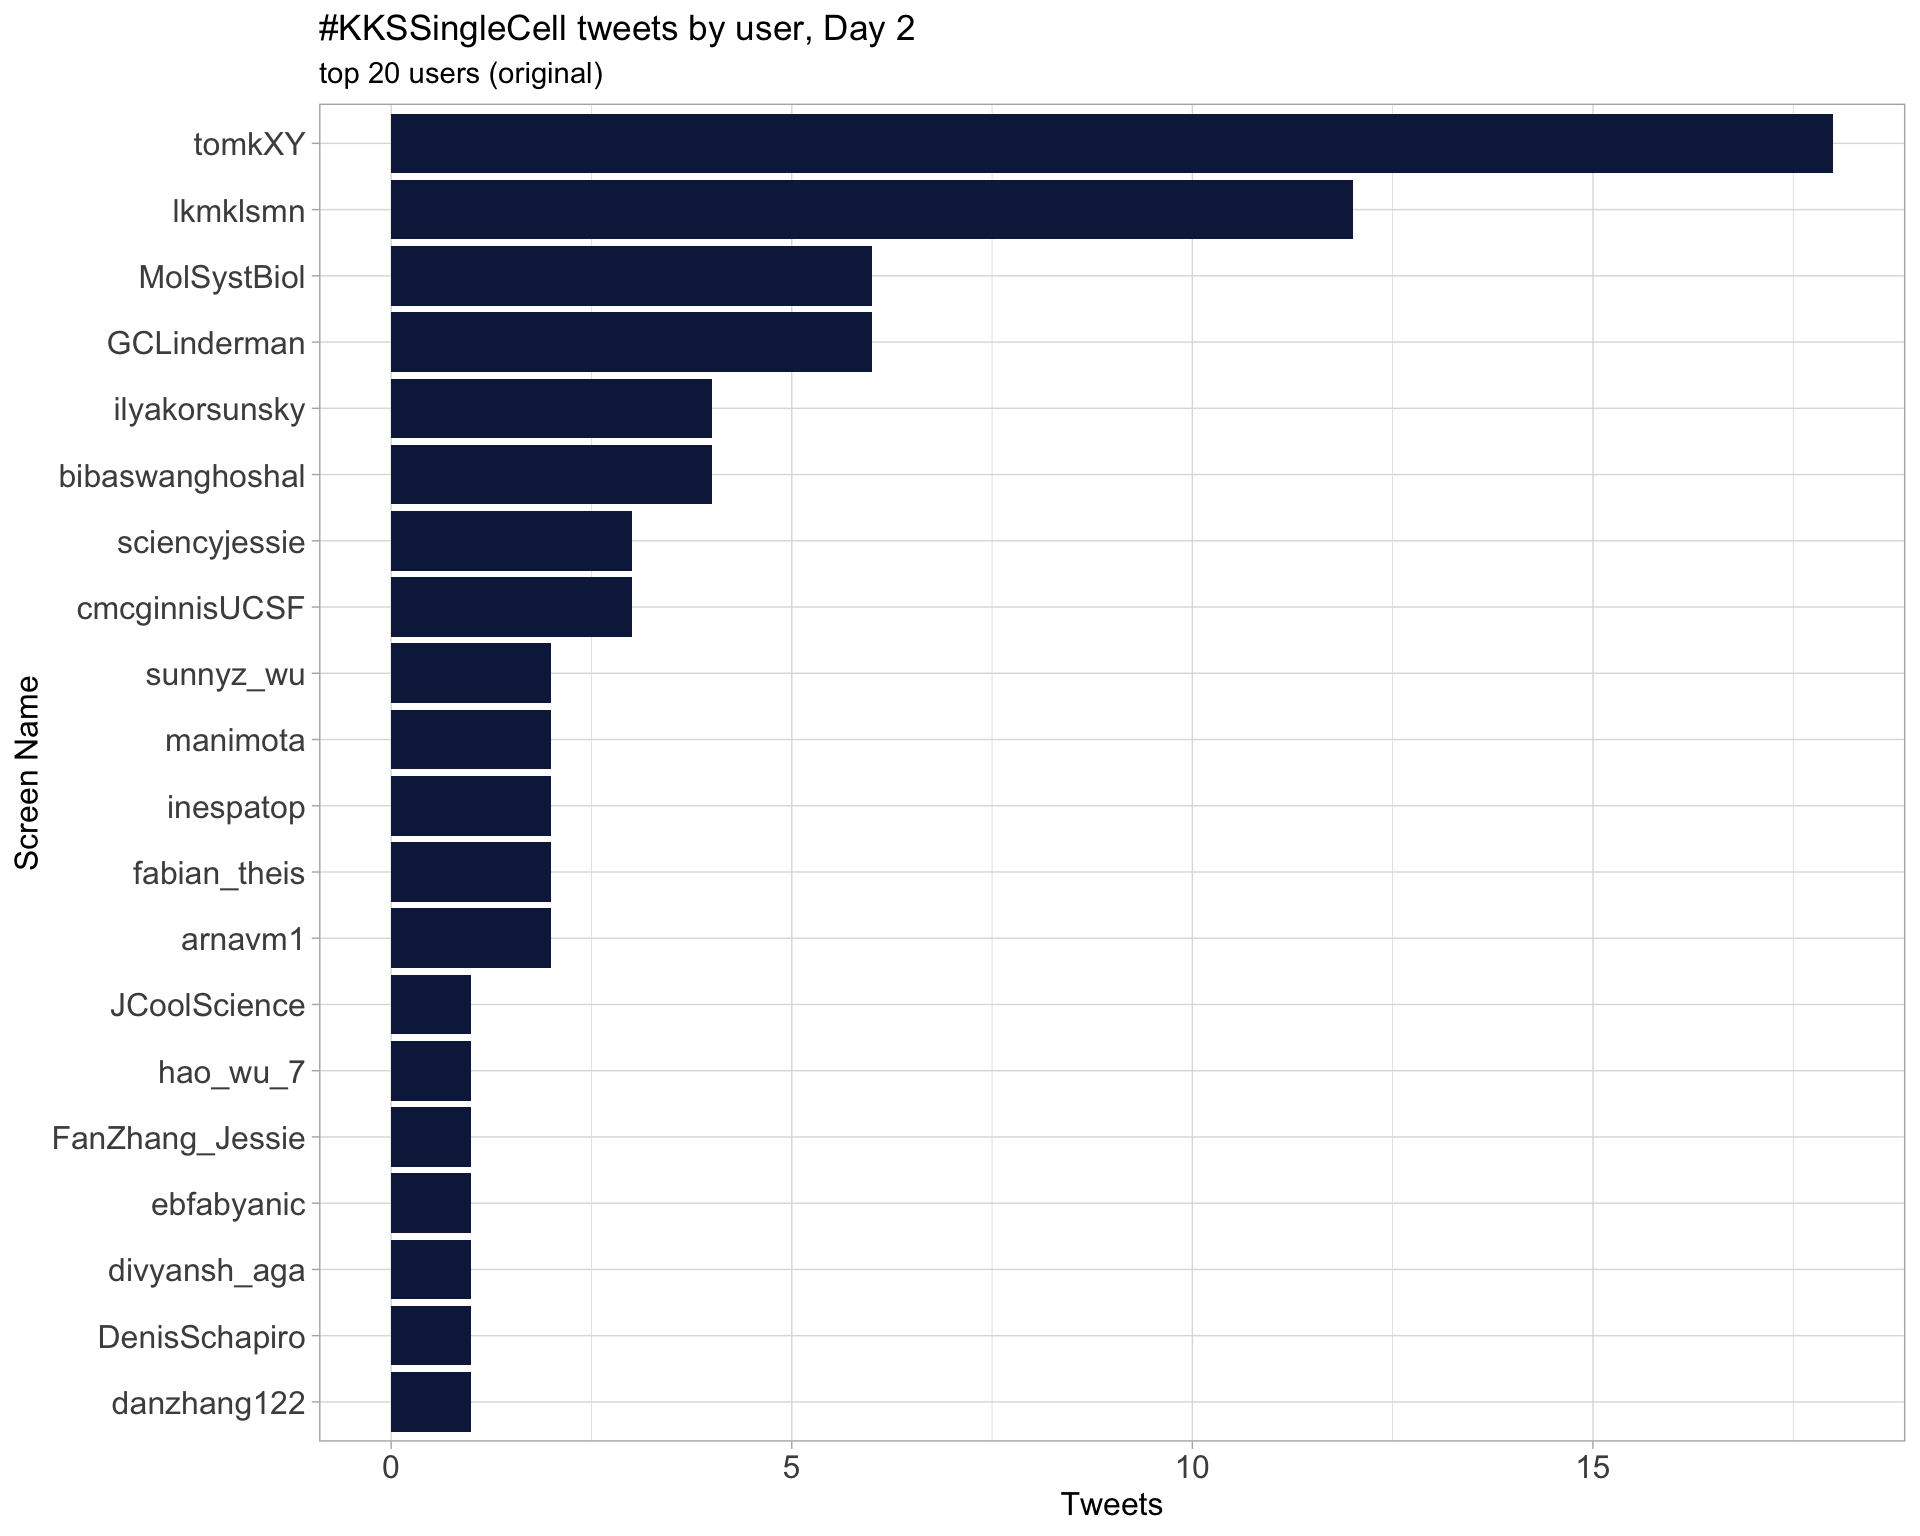 #KKSSingleCell tweets by user, Day 2
top 20 users (original)
tomkXY
lkmklsmn
MolSystBiol
GCLinderman
ilyakorsunsky
bibaswanghoshal
sciencyjessie
cmcginnisUCSF
sunnyz_wu
manimota
inespatop
fabian_theis
arnavm1
JCoolScience
hao_wu_7
FanZhang_Jessie
ebfabyanic
divyansh_aga
DenisSchapiro
danzhang122
Screen Name
0 5 10 15
Tweets